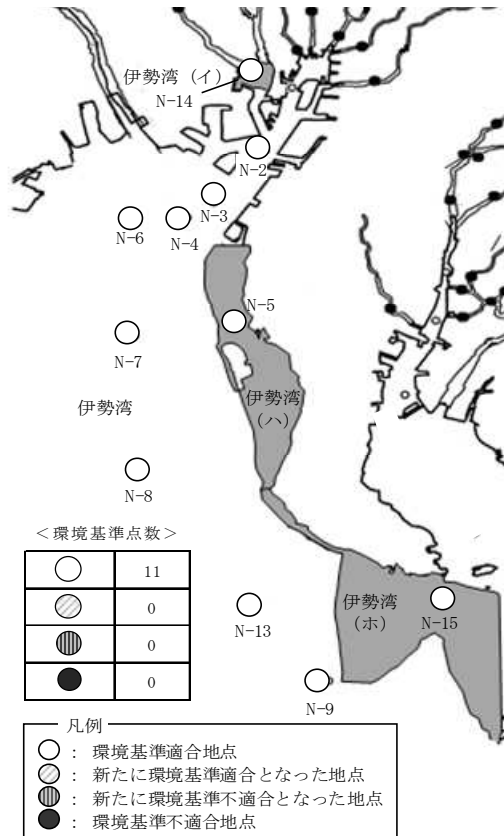 伊勢湾（イ）
N-14
N-2
N-3
N-6
N-4
N-5
N-7
伊勢湾
（ハ）
伊勢湾
N-8
＜環境基準点数＞
11
0
0
0
伊勢湾
（ホ）
N-15
N-13
N-9
凡例
： 環境基準適合地点
： 新たに環境基準適合となった地点
： 新たに環境基準不適合となった地点
： 環境基準不適合地点